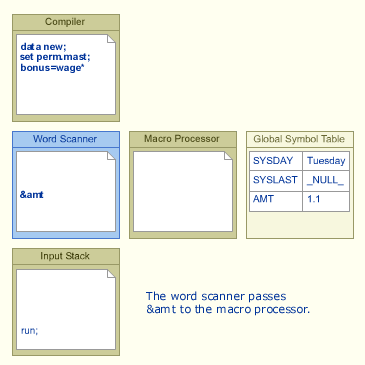 Compiler
data new;
set perm.mast;
bonus=wage*
Word Scanner
&amt
Macro Processor
Global Symbol Table
SYSDAY Tuesday
SYSLAST _NULL_
AMT 1.1
Input Stack
run;
The word scanner passes
&amt to the macro processor.